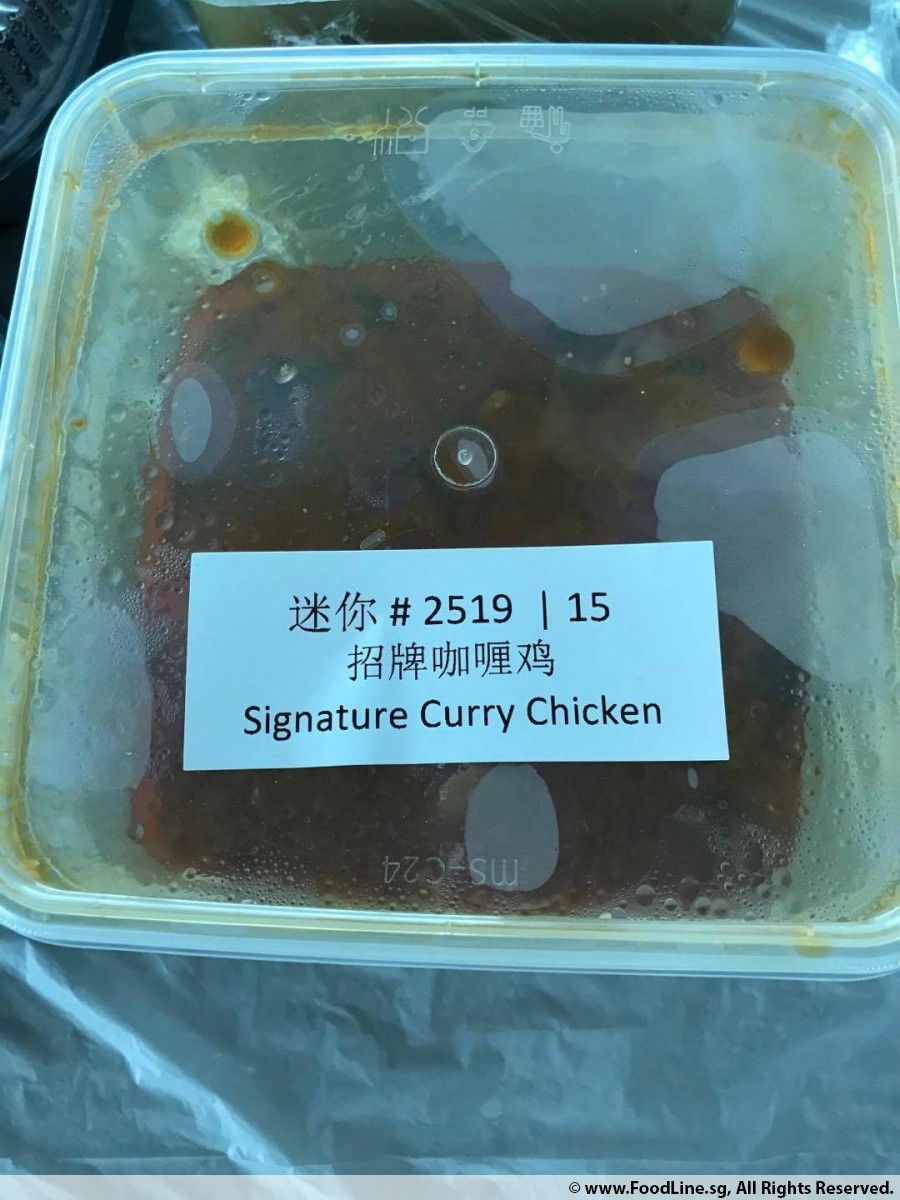 迷你 # 2519 | 15
招牌咖喱鸡
Signature Curry Chicken
MS-C24
© www.FoodLine.sg, All Rights Reserved.